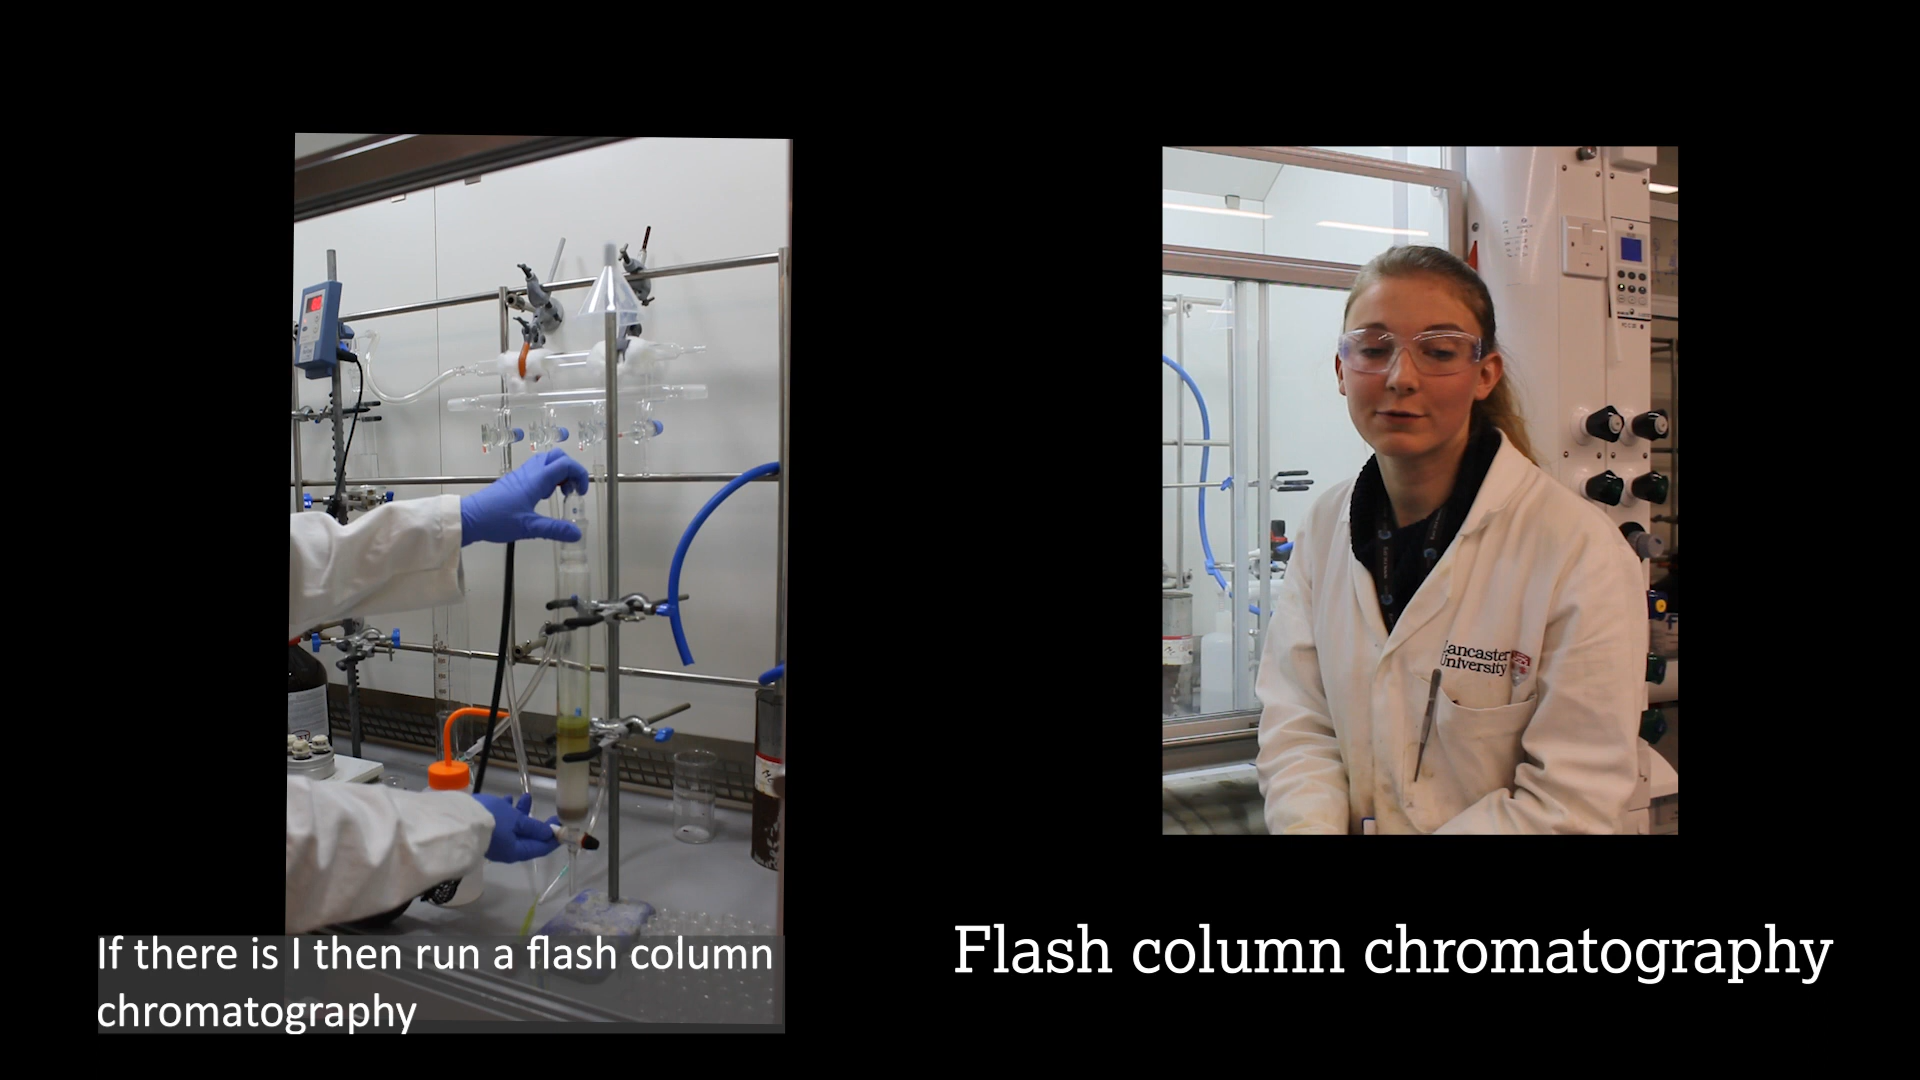 Lancaster
University
If there is I then run a flash column
chromatography
Flash column chromatography